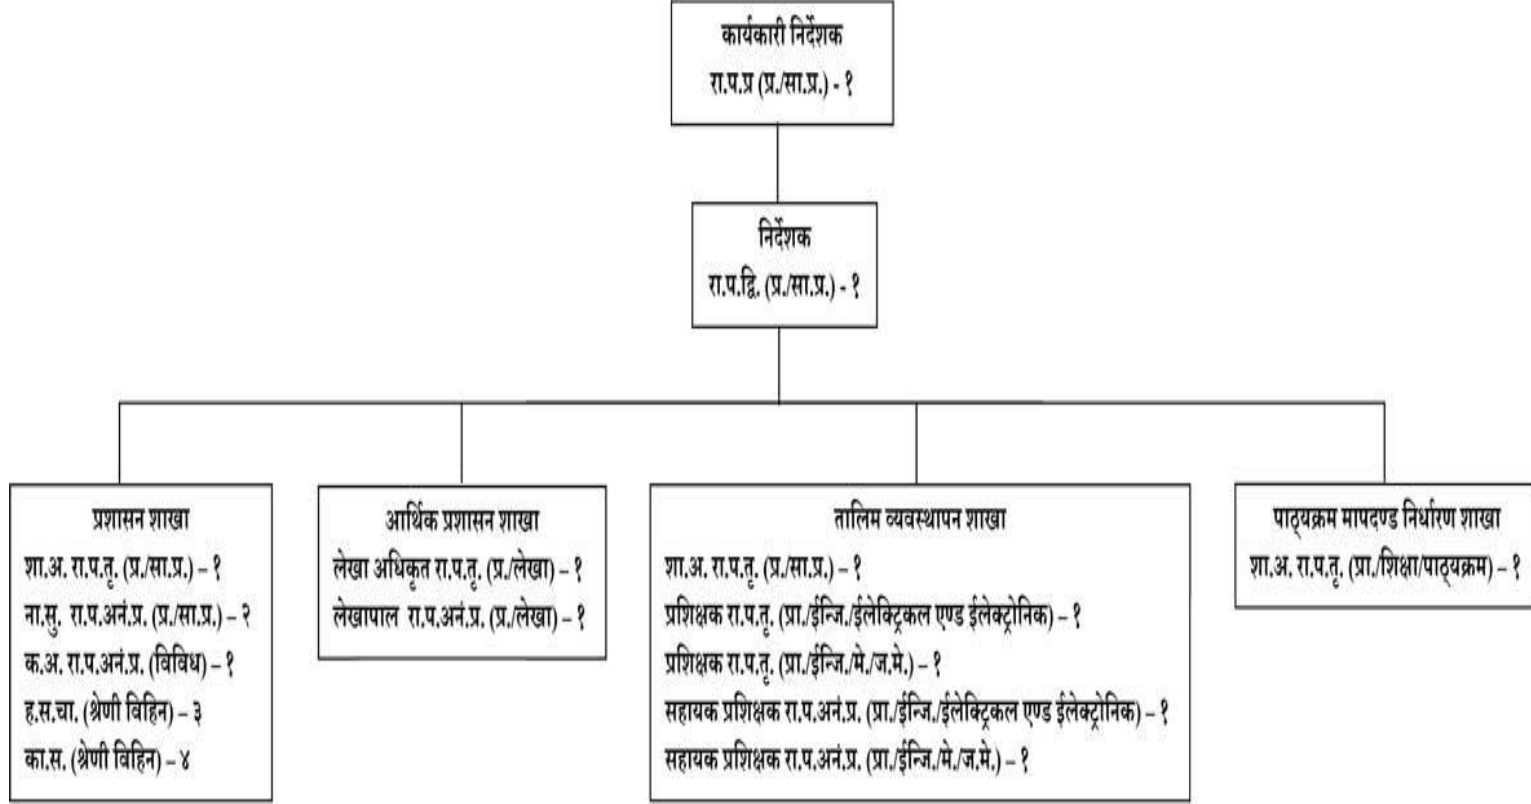 कार्यकारी निर्देशक
रा.प.प्र (प्र./सा.प्र.) - १
निर्देशक
रा.प.द्वि. (प्र./सा.प्र.) - १
प्रशासन शाखा
शा.अ. रा.प.तृ. (प्र./सा.प्र.) – १
ना.सु. रा.प.अनं.प्र. (प्र./सा.प्र.) – २
क.अ. रा.प.अनं.प्र. (विविध) – १
ह.स.चा. (श्रेणी विहिन) – ३
का.स. (श्रेणी विहिन) – ४
आर्थिक प्रशासन शाखा
लेखा अधिकृत रा.प.तृ. (प्र./लेखा) – १
लेखापाल रा.प.अनं.प्र. (प्र./लेखा) – १
तालिम व्यवस्थापन शाखा
शा.अ. रा.प.तृ. (प्र./सा.प्र.) – १
प्रशिक्षक रा.प.तृ. (प्रा./ईन्जि./ईलेक्ट्रिकल एण्ड ईलेक्ट्रोनिक) – १
प्रशिक्षक रा.प.तृ. (प्रा./ईन्जि./मे./ज.मे.) – १
सहायक प्रशिक्षक रा.प.अनं.प्र. (प्रा./ईन्जि./ईलेक्ट्रिकल एण्ड ईलेक्ट्रोनिक) – १
सहायक प्रशिक्षक रा.प.अनं.प्र. (प्रा./ईन्जि./मे./ज.मे.) – १
पाठ्यक्रम मापदण्ड निर्धारण शाखा
शा.अ. रा.प.तृ. (प्रा./शिक्षा/पाठ्यक्रम) – १